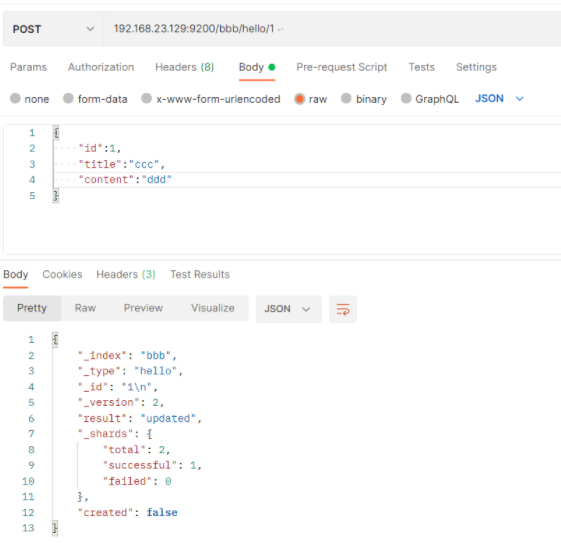 POST 192.168.23.129:9200/bbb/hello/1 ↵
Params Authorization Headers (8) Body Pre-request Script Tests Settings
none form-data x-www-form-urlencoded raw binary GraphQL JSON
1 {
2 ····"id":1,
3 ····"title":"ccc",
4 ····"content":"ddd"
5 }
Body Cookies Headers (3) Test Results
Pretty Raw Preview Visualize JSON
1 {
2 "_index": "bbb",
3 "_type": "hello",
4 "_id": "1\n",
5 "_version": 2,
6 "result": "updated",
7 "_shards": {
8 "total": 2,
9 "successful": 1,
10 "failed": 0
11 },
12 "created": false
13 }